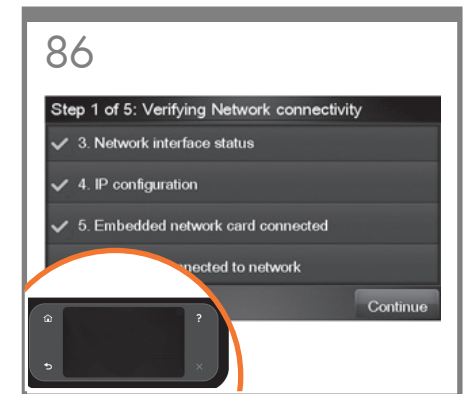 86
Step 1 of 5: Verifying Network connectivity
✓ 3. Network interface status
✓ 4. IP configuration
✓ 5. Embedded network card connected
nected to network
Continue
?